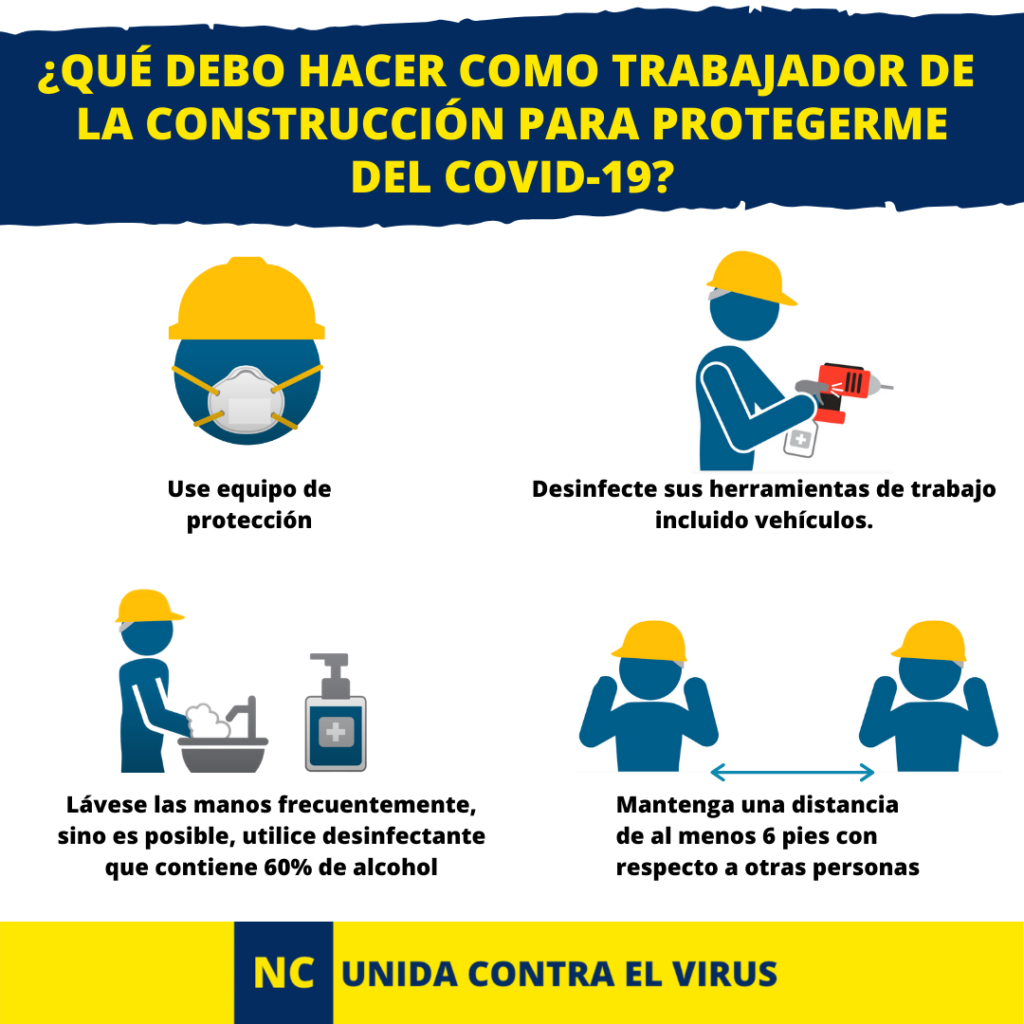 ¿QUÉ DEBO HACER COMO TRABAJADOR DE
LA CONSTRUCCIÓN PARA PROTEGERME
DEL COVID-19?
Use equipo de
protección
Desinfecte sus herramientas de trabajo
incluido vehículos.
Lávese las manos frecuentemente,
sino es posible, utilice desinfectante
que contiene 60% de alcohol
Mantenga una distancia
de al menos 6 pies con
respecto a otras personas
NC UNIDA CONTRA EL VIRUS